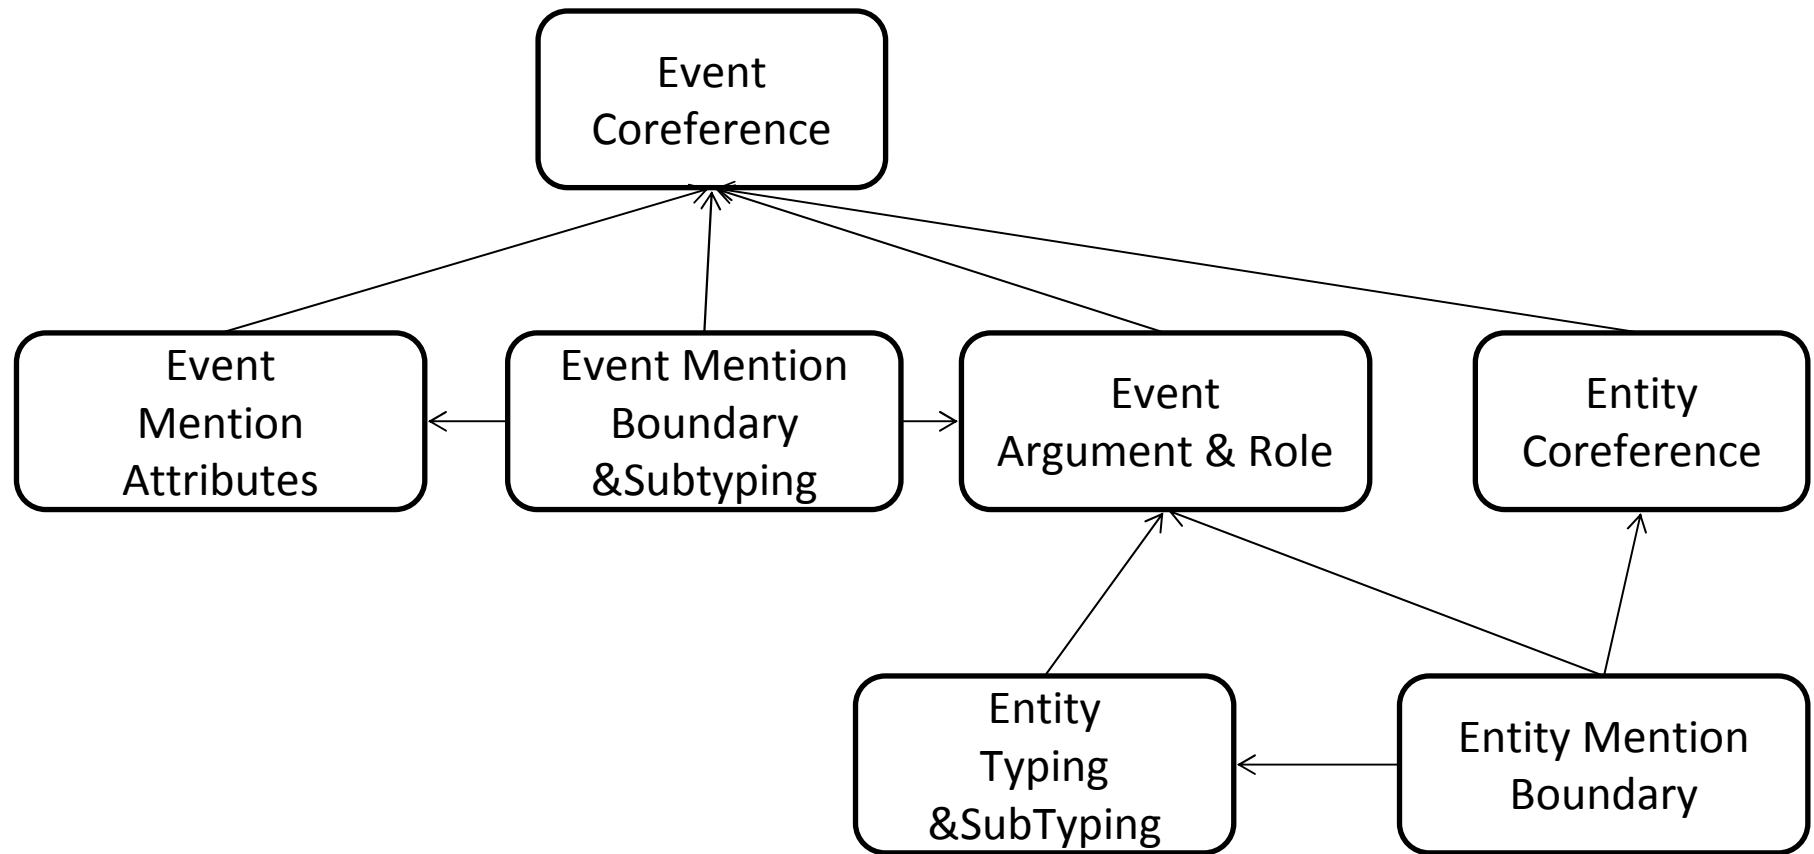 Event
Coreference
Event
Mention
Attributes
Event Mention
Boundary
&Subtyping
Event
Argument & Role
Entity
Coreference
Entity
Typing
&SubTyping
Entity Mention
Boundary